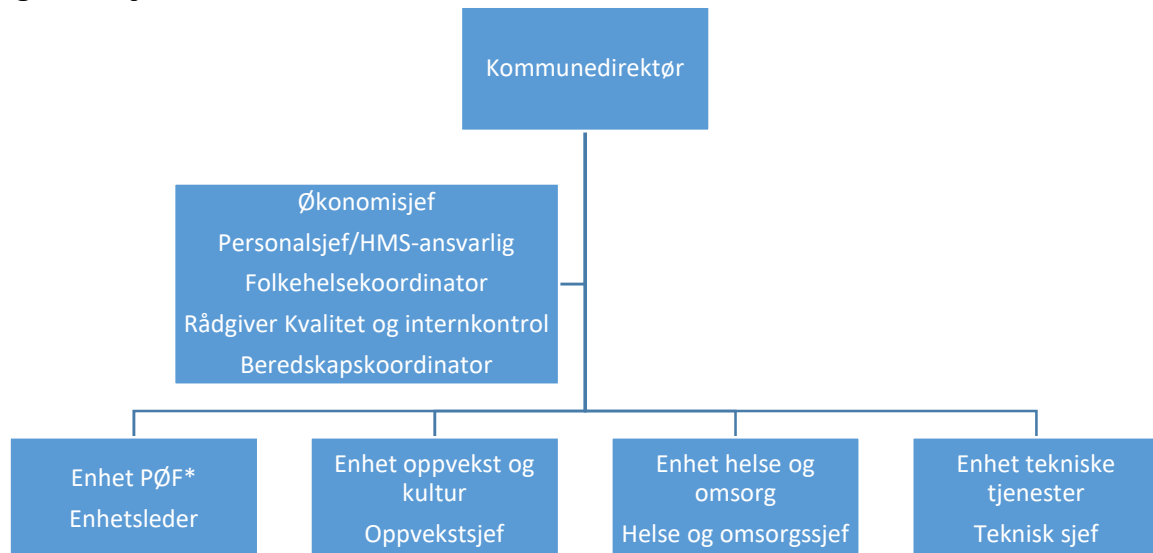 Kommunedirektør
Økonomisjef
Personalsjef/HMS-ansvarlig
Folkehelsekoordinator
Rådgiver Kvalitet og internkontrol
Beredskapskoordinator
Enhet PØF*
Enhetsleder
Enhet oppvekst og
kultur
Oppvekstsjef
Enhet helse og
omsorg
Helse og omsorgssjef
Enhet tekniske
tjenester
Teknisk sjef